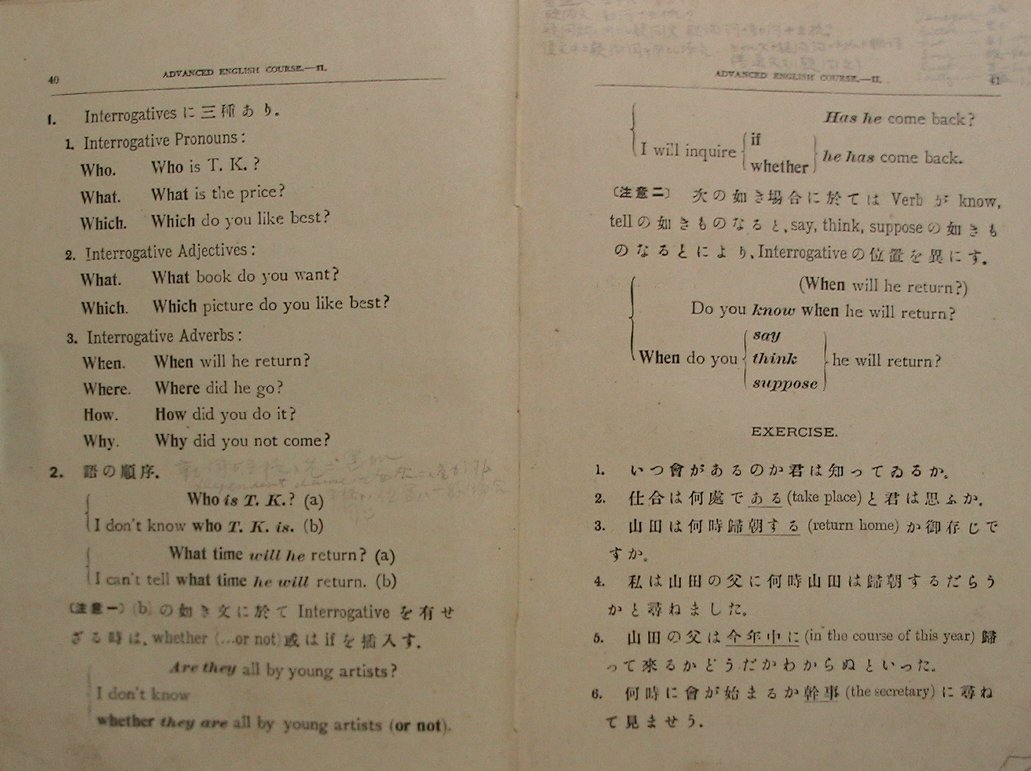 40
ADVANCED ENGLISH COURSE.—II.
1. Interrogatives に三種あり。
1. Interrogative Pronouns:
Who. Who is T. K.?
What. What is the price?
Which. Which do you like best?
2. Interrogative Adjectives:
What. What book do you want?
Which. Which picture do you like best?
3. Interrogative Adverbs:
When. When will he return?
Where. Where did he go?
How. How did you do it?
Why. Why did you not come?
2. 語の順序.
Who is T. K.? (a)
I don't know who T. K. is. (b)
What time will he return? (a)
I can't tell what time he will return. (b)
〔注意一〕 (b) の如き文に於て Interrogative を有せ
ざる時は、whether (...or not) 或は if を插入す.
Are they all by young artists?
I don't know
whether they are all by young artists (or not).
ADVANCED ENGLISH COURSE.—II.
41
Has he come back?
I will inquire
if
whether
he has come back.
〔注意二〕 次の如き場合に於ては Verb が know,
tell の如きものなると, say, think, suppose の如きも
のなるとにより、Interrogative の位置を異にす.
(When will he return?)
Do you know when he will return?
When do you
say
think
suppose
he will return?
EXERCISE.
1. いつ會があるのか君は知ってゐるか.
2. 仕合は何處である (take place) と君は思ふか.
3. 山田は何時歸朝する (return home) か御存じで
すか.
4. 私は山田の父に何時山田は歸朝するだらう
かと尋ねました.
5. 山田の父は今年中に (in the course of this year) 歸
って來るかどうだかわからぬといった.
6. 何時に會が始まるか幹事 (the secretary) に尋ね
て見ませう.